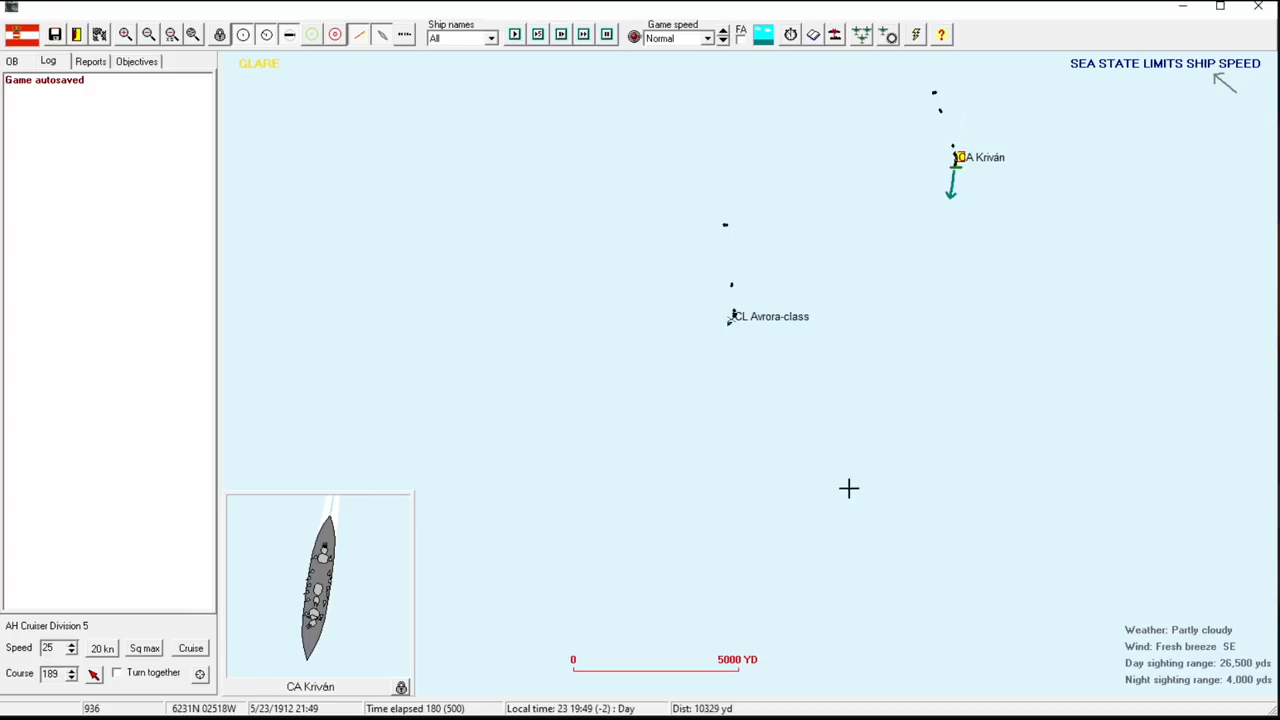 Ship names
All
Game speed
Normal
FA
OB
Log
Reports
Objectives
Game autosaved
GLARE
SEA STATE LIMITS SHIP SPEED
CA Kriván
CL Avrora-class
CA Kriván
0
5000 YD
Weather: Partly cloudy
Wind: Fresh breeze SE
Day sighting range: 26,500 yds
Night sighting range: 4,000 yds
AH Cruiser Division 5
Speed 25 20 kn Sq max Cruise
Course 189 Turn together
936 6231N 02518W 5/23/1912 21:49 Time elapsed 180 (500) Local time: 23 19:49 (-2) : Day Dist: 10329 yd